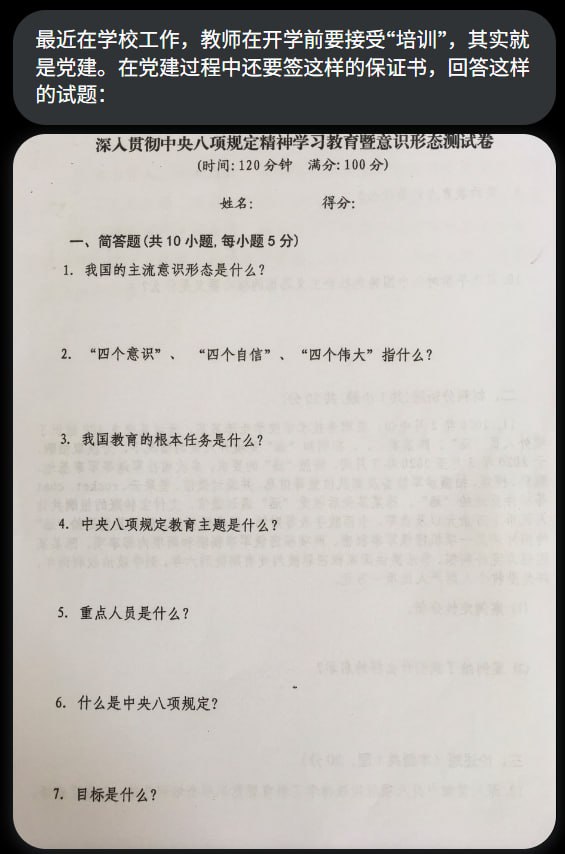 最近在学校工作，教师在开学前要接受“培训”，其实就
是党建。在党建过程中还要签这样的保证书，回答这样
的试题：
深入贯彻中央八项规定精神学习教育暨意识形态测试卷
(时间:120分钟 满分:100分)
姓名: 得分:
一、简答题(共10小题,每小题5分)
1. 我国的主流意识形态是什么?
2. “四个意识”、 “四个自信”、“四个伟大”指什么?
3. 我国教育的根本任务是什么?
4. 中央八项规定教育主题是什么?
5. 重点人员是什么?
6. 什么是中央八项规定?
7. 目标是什么?